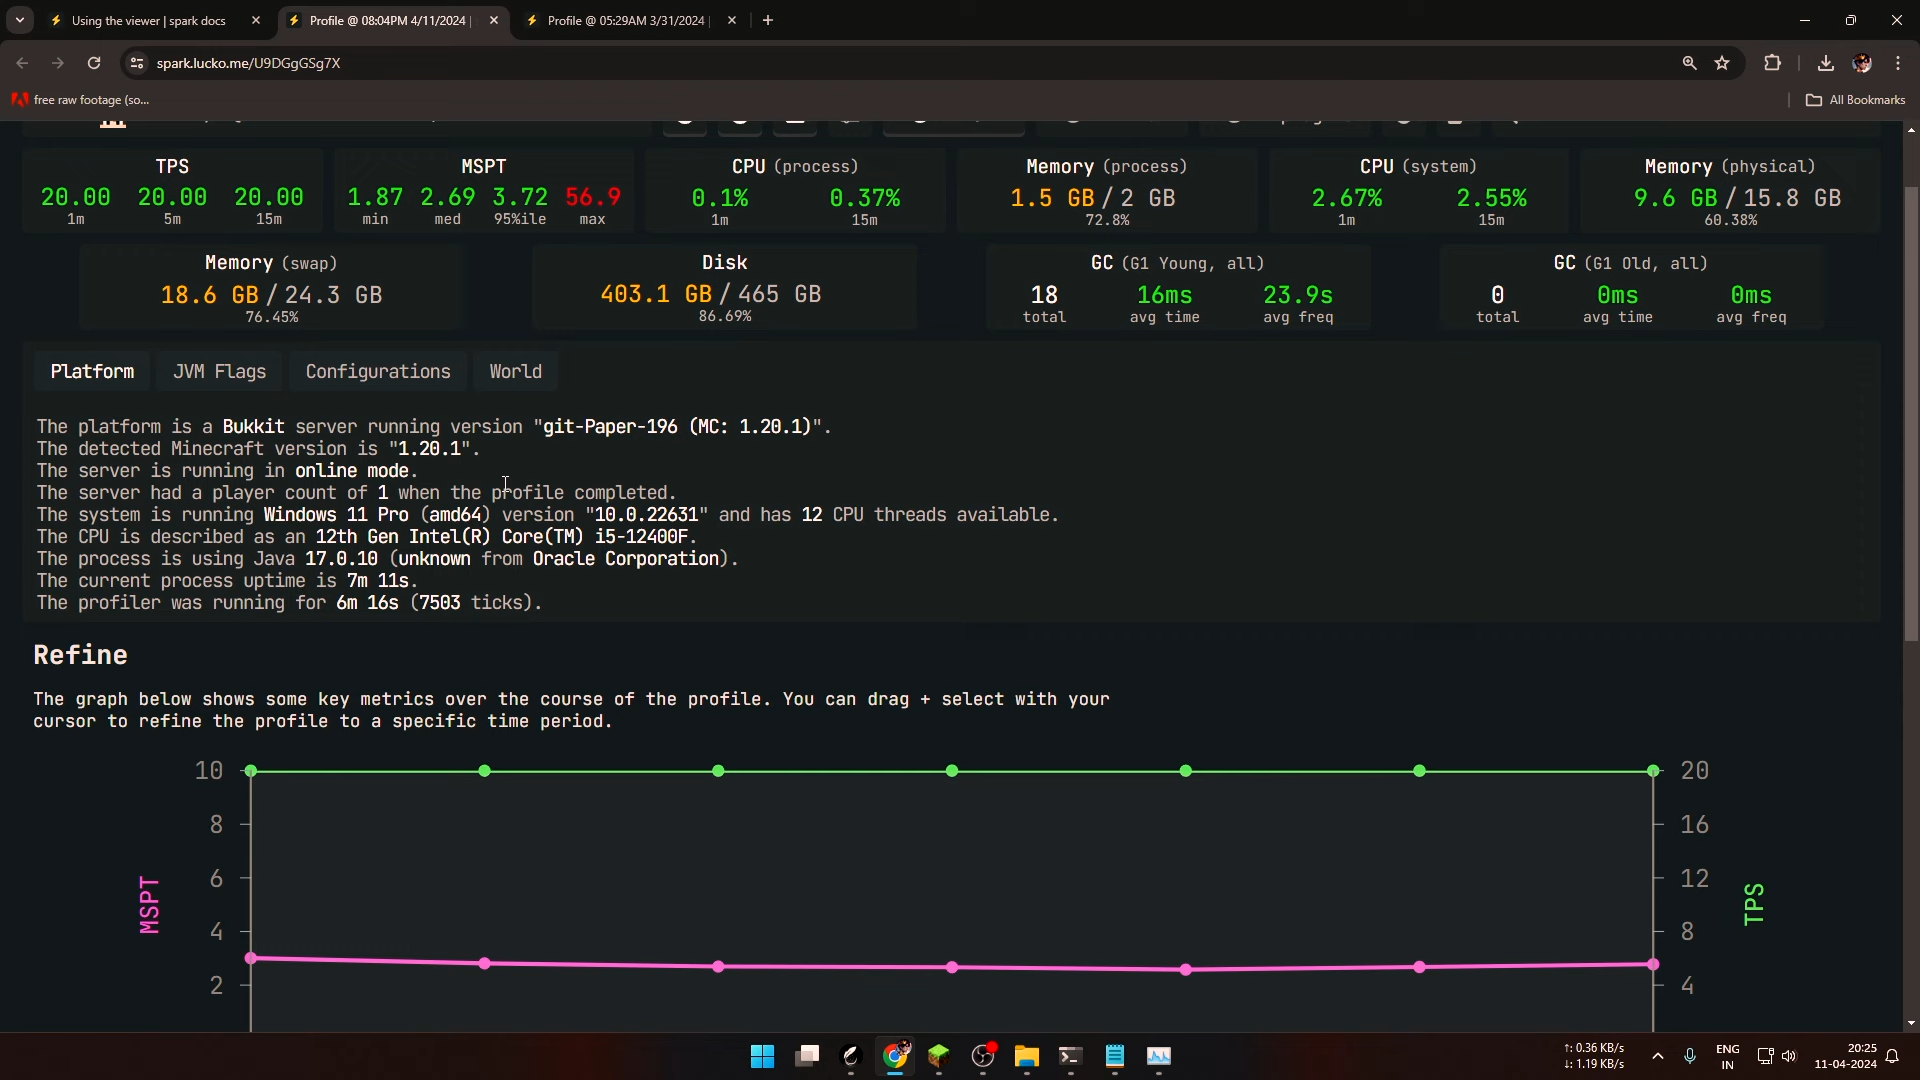 Using the viewer | spark docs
Profile @ 08:04PM 4/11/2024 |
Profile @ 05:29AM 3/31/2024 |
spark.lucko.me/U9DGgGSg7X
free raw footage (so...
All Bookmarks
TPS
20.00 20.00 20.00
1m 5m 15m
MSPT
1.87 2.69 3.72 56.9
min med 95%ile max
CPU (process)
0.1% 0.37%
1m 15m
Memory (process)
1.5 GB / 2 GB
72.8%
CPU (system)
2.67% 2.55%
1m 15m
Memory (physical)
9.6 GB / 15.8 GB
60.38%
Memory (swap)
18.6 GB / 24.3 GB
76.45%
Disk
403.1 GB / 465 GB
86.69%
GC (G1 Young, all)
18 16ms 23.9s
total avg time avg freq
GC (G1 Old, all)
0 0ms 0ms
total avg time avg freq
Platform JVM Flags Configurations World
The platform is a Bukkit server running version "git-Paper-196 (MC: 1.20.1)".
The detected Minecraft version is "1.20.1".
The server is running in online mode.
The server had a player count of 1 when the profile completed.
The system is running Windows 11 Pro (amd64) version "10.0.22631" and has 12 CPU threads available.
The CPU is described as an 12th Gen Intel(R) Core(TM) i5-12400F.
The process is using Java 17.0.10 (unknown from Oracle Corporation).
The current process uptime is 7m 11s.
The profiler was running for 6m 16s (7503 ticks).
Refine
The graph below shows some key metrics over the course of the profile. You can drag + select with your
cursor to refine the profile to a specific time period.
10 20
8 16
6 12
MSPT TPS
4 8
2 4
↑: 0.36 KB/s
↓: 1.19 KB/s
ENG
IN
20:25
11-04-2024